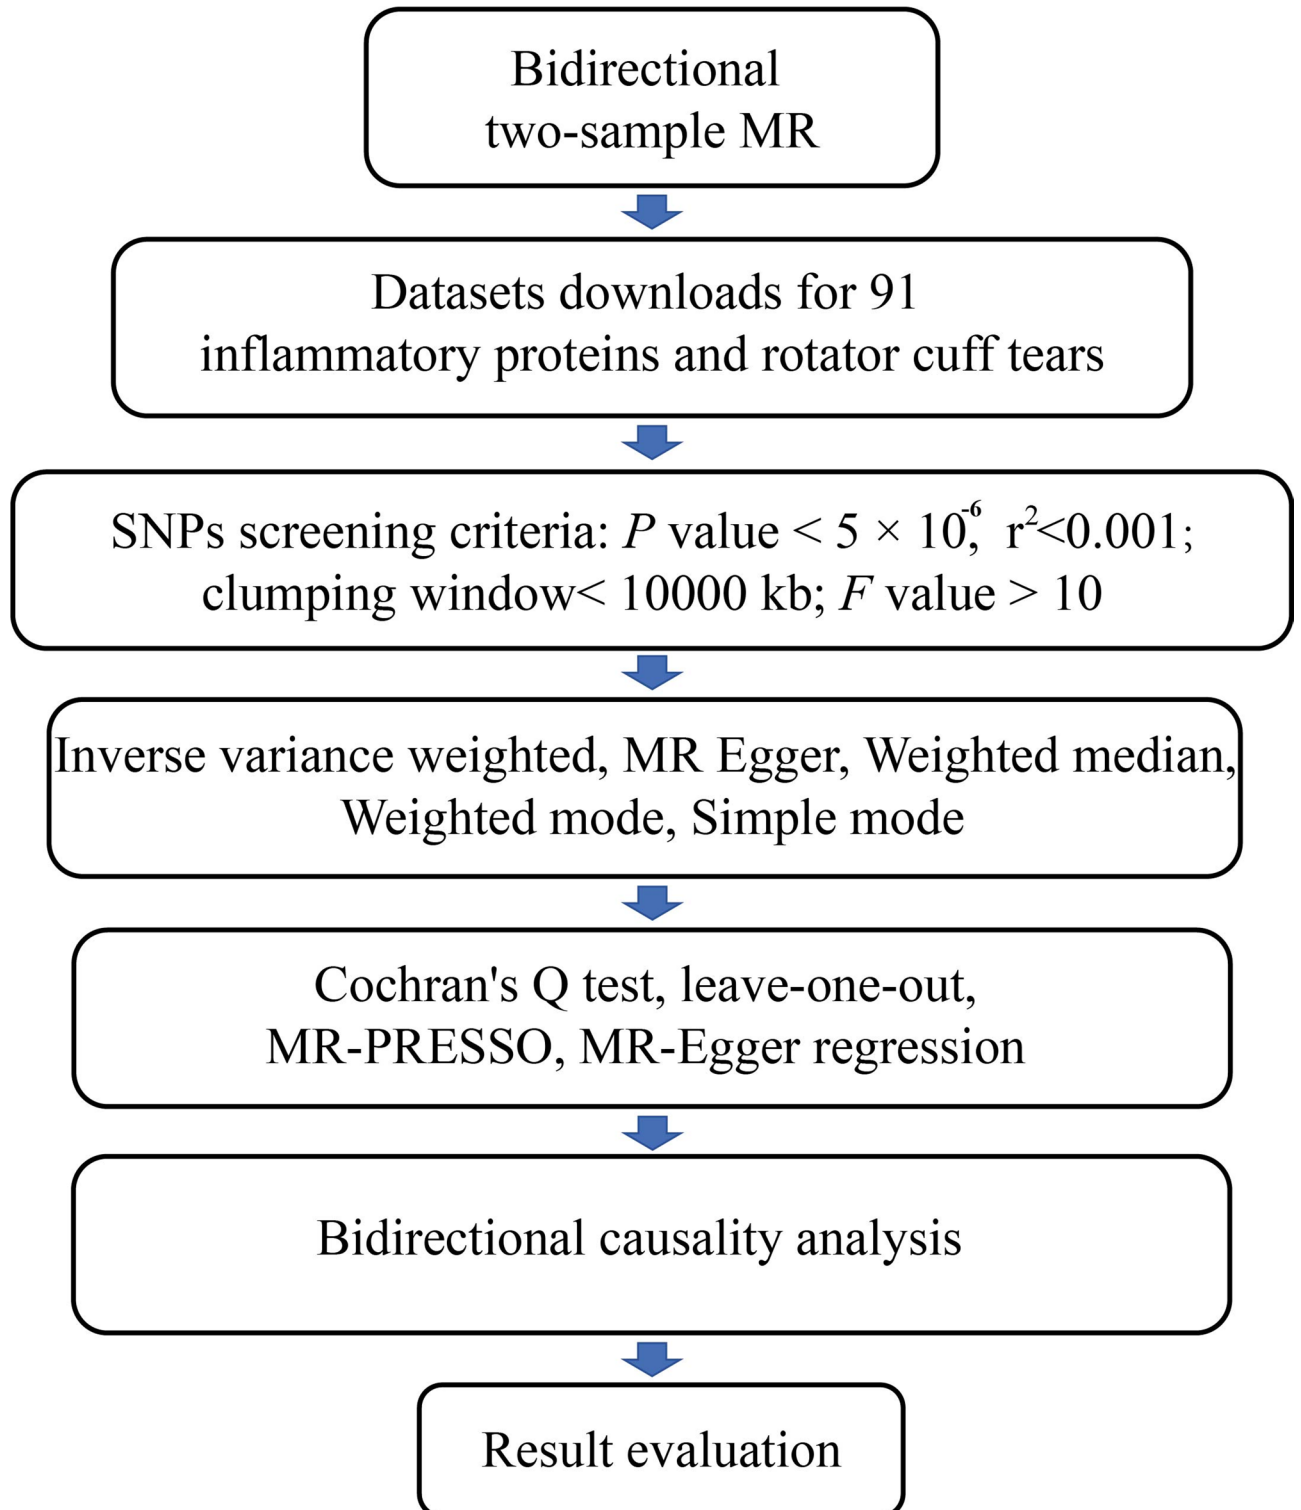 Bidirectional
two-sample MR
Datasets downloads for 91
inflammatory proteins and rotator cuff tears
SNPs screening criteria: P value < 5 × 10⁻⁶, r²<0.001;
clumping window< 10000 kb; F value > 10
Inverse variance weighted, MR Egger, Weighted median,
Weighted mode, Simple mode
Cochran's Q test, leave-one-out,
MR-PRESSO, MR-Egger regression
Bidirectional causality analysis
Result evaluation